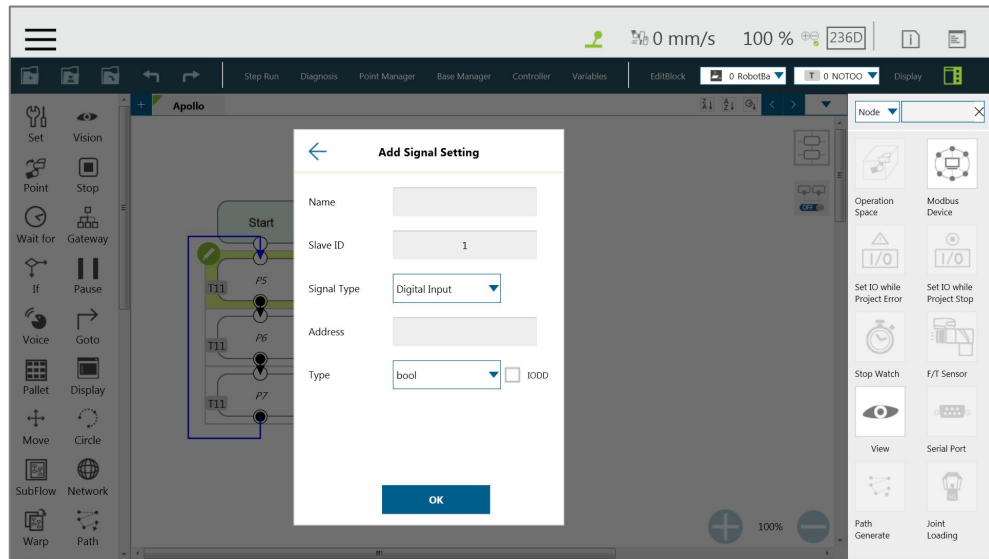 0 mm/s 100 % 236D
Step Run Diagnosis Point Manager Base Manager Controller Variables EditBlock 0 RobotBa T 0 NOTOO Display
+ Apollo
Node
Set Vision
Point Stop
Wait for Gateway
If Pause
Voice Goto
Pallet Display
Move Circle
SubFlow Network
Warp Path
Start
T11 P5
T11 P6
T11 P7
Add Signal Setting
Name
Slave ID 1
Signal Type Digital Input
Address
Type bool IODD
OK
OFF
100%
Operation Space
Modbus Device
I/O I/O
Set IO while Project Error
Set IO while Project Stop
Stop Watch F/T Sensor
View Serial Port
Path Generate
Joint Loading